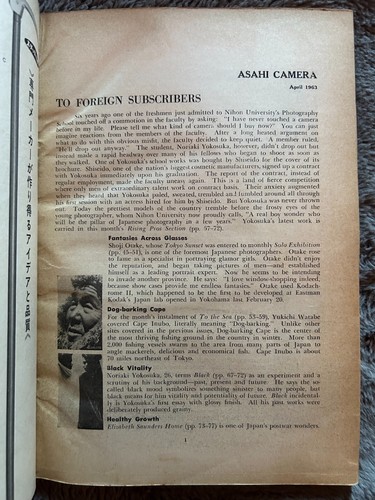 専門メーカーが作り得るアイデアと品質へ
ASAHI CAMERA
April 1963
TO FOREIGN SUBSCRIBERS
Six years ago one of the freshmen just admitted to Nihon University's Photography
School touched off a commotion in the faculty by asking: "I have never touched a camera
before in my life. Please tell me what kind of camera should I buy now?" You can just
imagine reactions from the members of the faculty. After a long heated argument on
what to do with this obvious misfit, the faculty decided to keep quiet. A member ruled,
"He'll drop out anyway." The student, Noriaki Yokosuka, however, didn't drop out but
instead made a rapid headway over many of his fellows who began to shoot as soon as
they walked. One of Yokosuka's school works was bought by Shiseido for the cover of its
brochure. Shiseido, one of the nation's biggest cosmetic manufacturers, signed up a contract
with Yokosuka immediately upon his graduation. The report of the contract, instead of
regular employment, met the faculty uneasy again. This is a land of fierce competition
where only men of extraordinary talent work on contract basis. Their anxiety augmented
when they heard that Yokosuka paled, sweated, trembled and fumbled around all through
his first session with an actress hired for him by Shiseido. But Yokosuka was never thrown
out. Today the prettiest models of the country tremble before the frosty eyes of the
young photographer, whom Nihon University now proudly calls, "A real boy wonder who
will be the pillar of Japanese photography in a few years." Yokosuka's latest work is
carried in this month's Rising Pros Section (pp. 57-72).
Fantasies Across Glasses
Shoji Otake, whose Tokyo Sunset was entered to monthly Solo Exhibition
(pp. 15-51), is one of the foremost Japanese photographers. Otake rose
to fame as a specialist in portraying glamor girls. Otake didn't enjoy
the reputation, and began taking pictures of men—and established
himself as a leading portrait expert. Now he seems to be intending
to invade another province. He says: "I love window-shopping indeed,
because show cases provide me endless fantasies." Otake used Kodach-
rome II, which happened to be the first to be developed at Eastman
Kodak's Japan lab opened in Yokohama last February 20.
Dog-barking Cape
For the month's instalment of To the Sea (pp. 53-59), Yukichi Watabe
covered Cape Inubo, literally meaning "Dog-barking." Unlike other
sites covered in the previous issues, Dog-barking Cape is the center of
the most thriving fishing ground in the country in winter. More than
2,000 fishing vessels swarm to the area from many parts of Japan to
angle mackerels, delicious and economical fish. Cape Inubo is about
20 miles northeast of Tokyo.
Black Vitality
Noriaki Yokosuka, 26, terms Black (pp. 67-72) as an experiment and a
scrutiny of his background—past, present and future. He says the so-
called black mood symbolizes something sinister to many people, but
black means for him vitality and potentiality of future. Black incidental-
ly is Yokosuka's first essay with glossy finish. All his past works were
deliberately produced grainy.
Healthy Growth
Elisabeth Saunders Home (pp. 73-77) is one of Japan's postwar wonders.
1